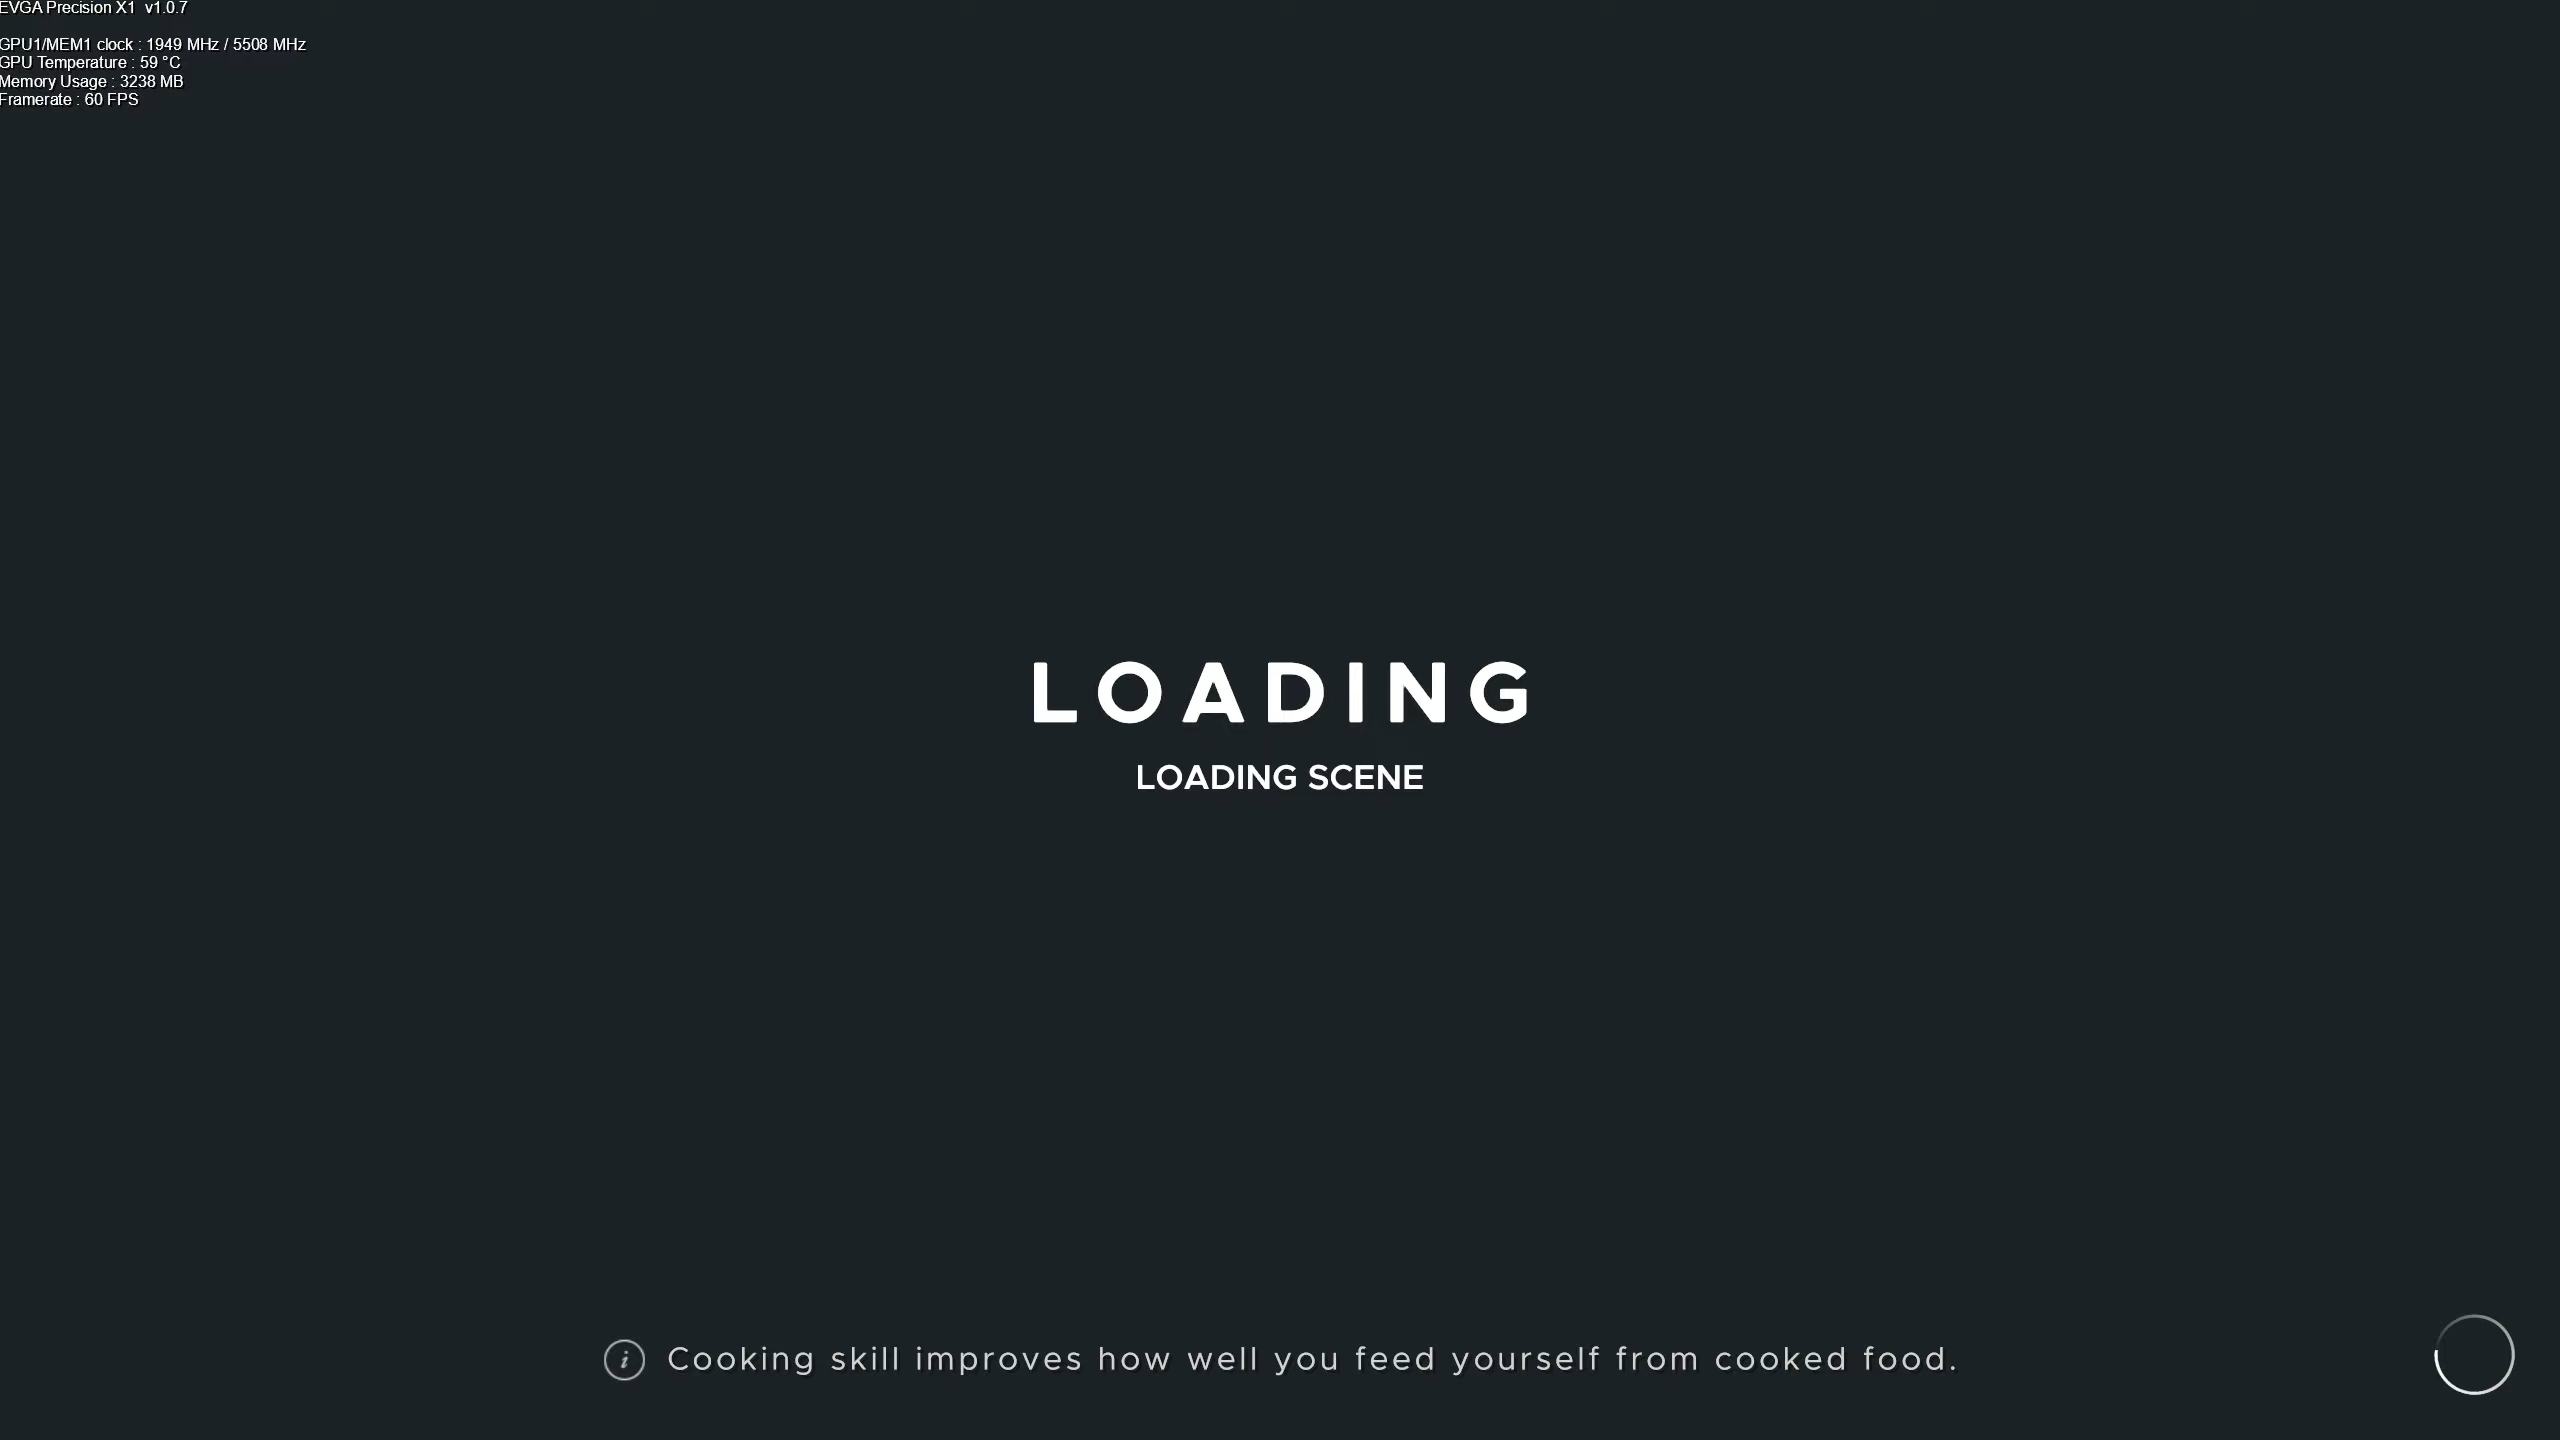 EVGA Precision X1 v1.0.7
GPU1/MEM1 clock : 1949 MHz / 5508 MHz
GPU Temperature : 59 °C
Memory Usage : 3238 MB
Framerate : 60 FPS
LOADING
LOADING SCENE
i Cooking skill improves how well you feed yourself from cooked food.